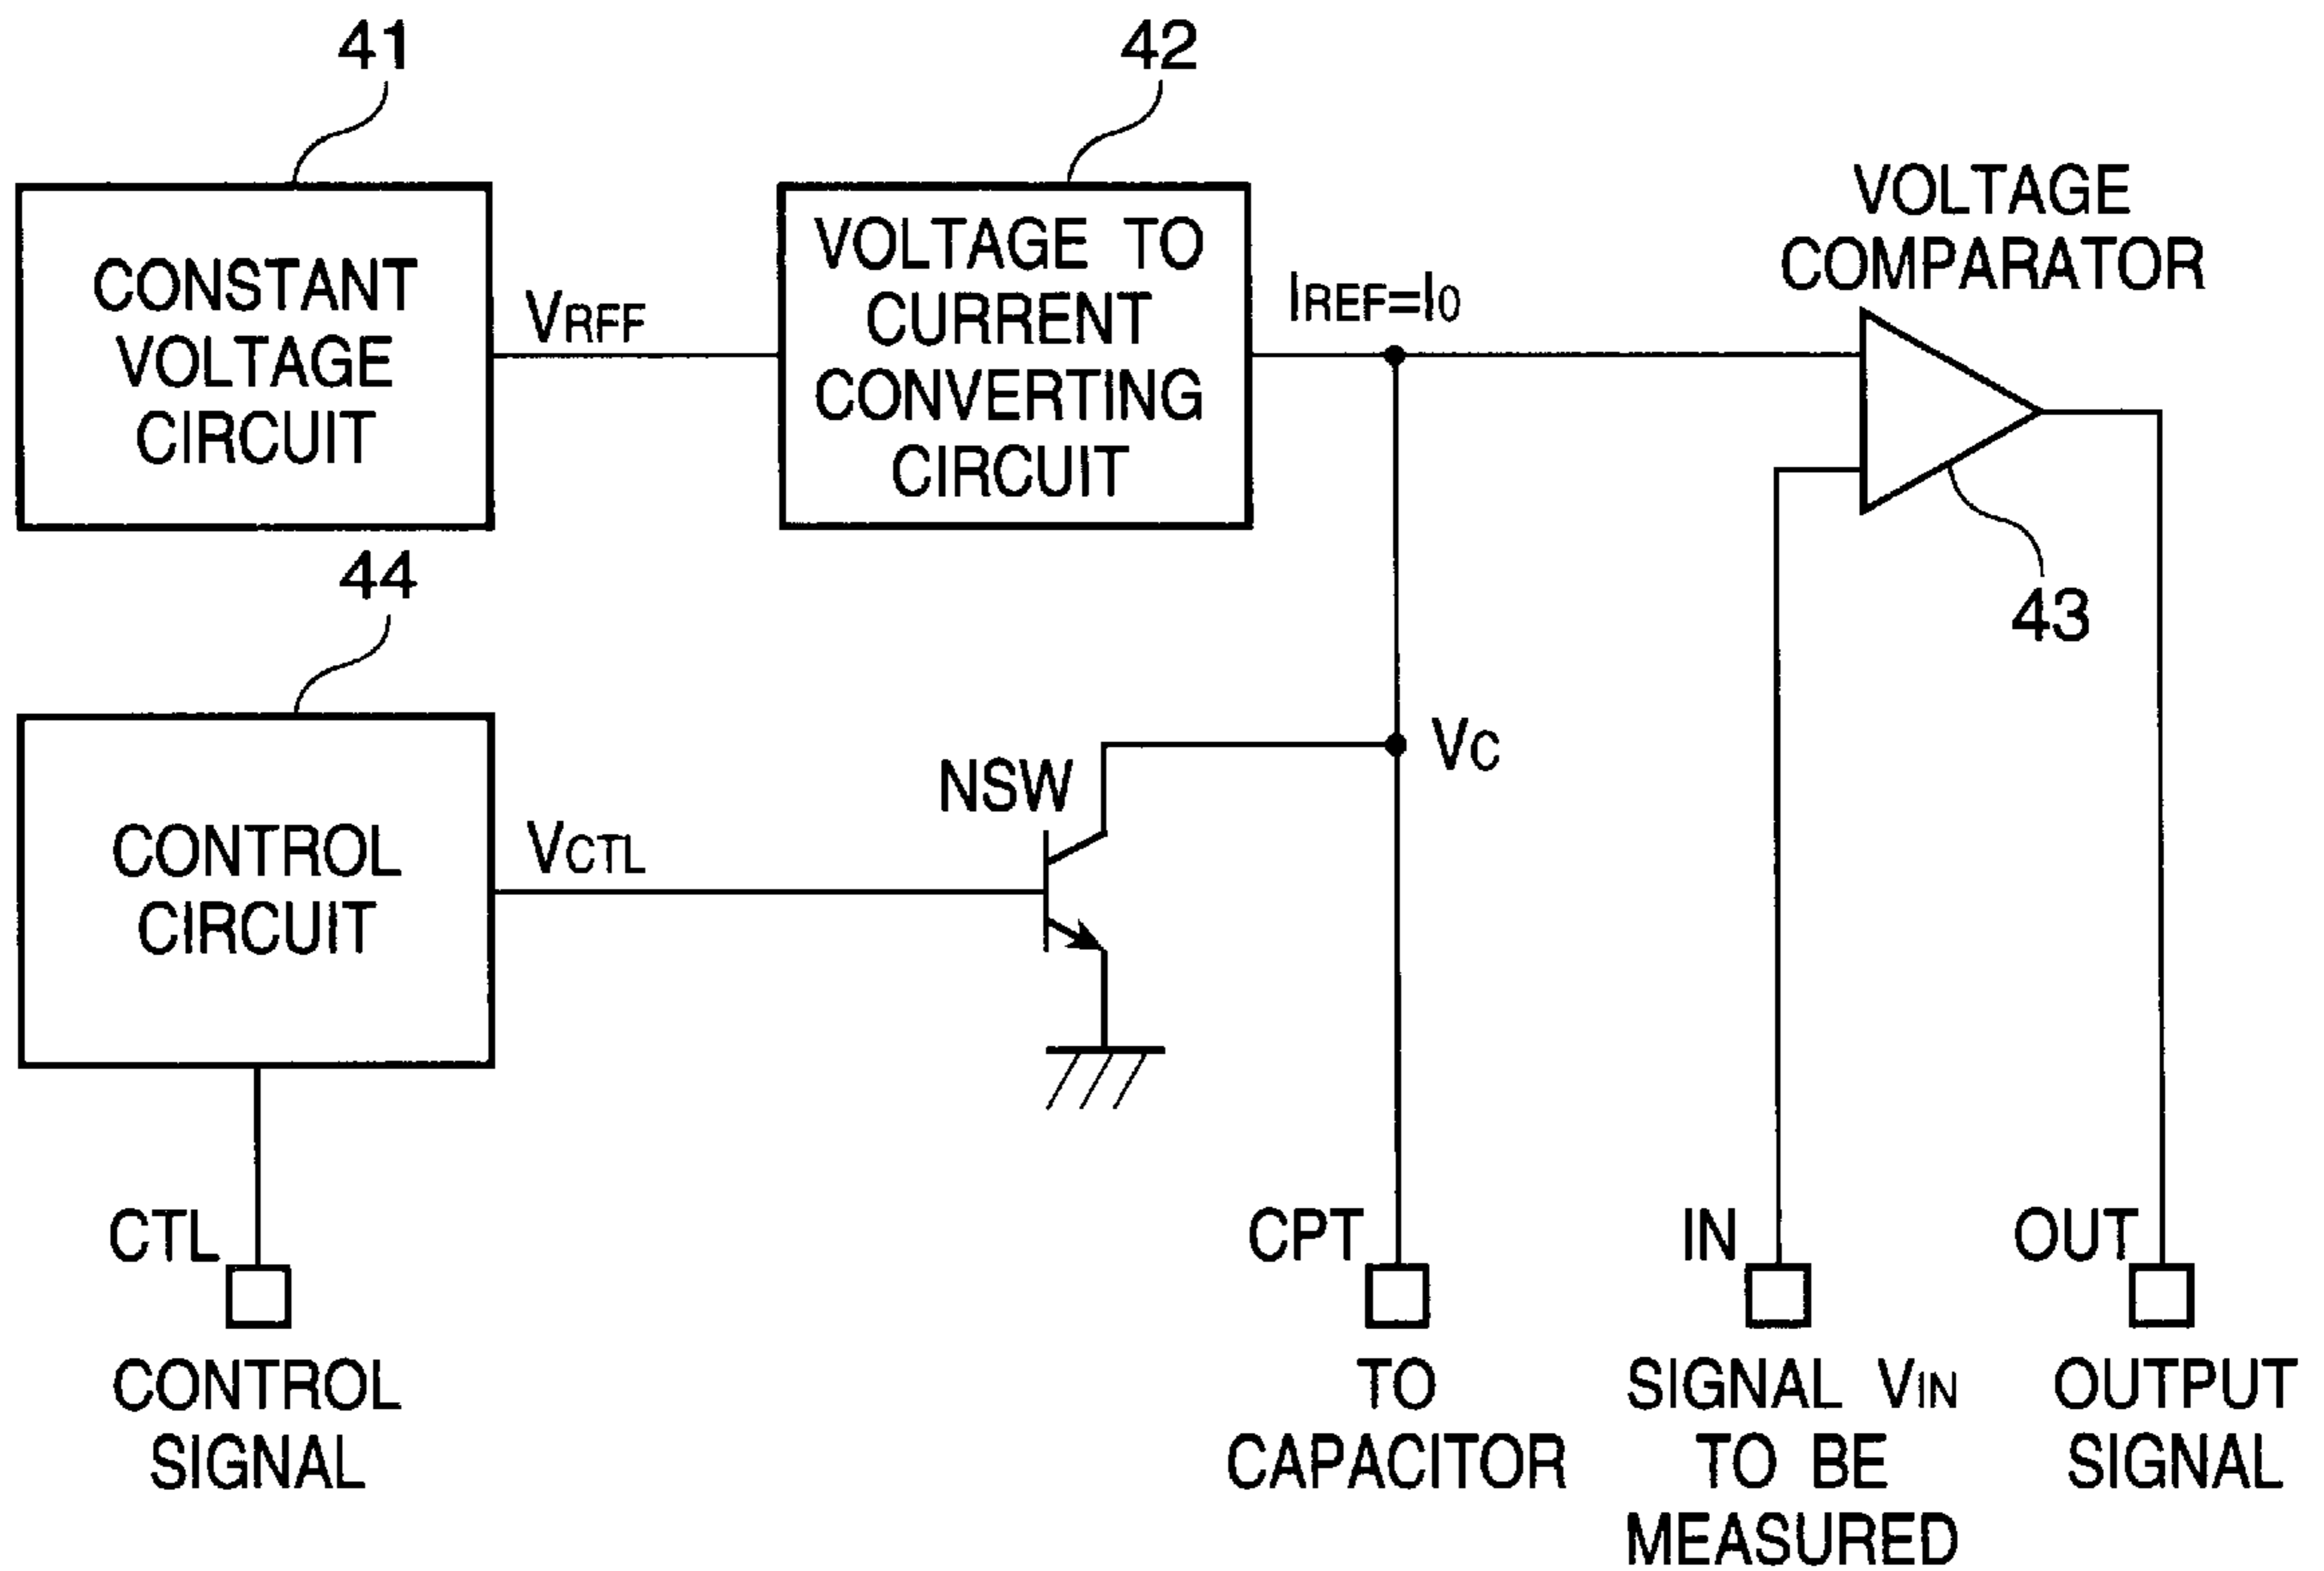 41
42
CONSTANT
VOLTAGE
CIRCUIT
VRFF
VOLTAGE TO
CURRENT
CONVERTING
CIRCUIT
IREF=I0
VOLTAGE
COMPARATOR
43
44
CONTROL
CIRCUIT
VCTL
NSW
VC
CTL
CONTROL
SIGNAL
CPT
TO
CAPACITOR
IN
SIGNAL VIN
TO BE
MEASURED
OUT
OUTPUT
SIGNAL